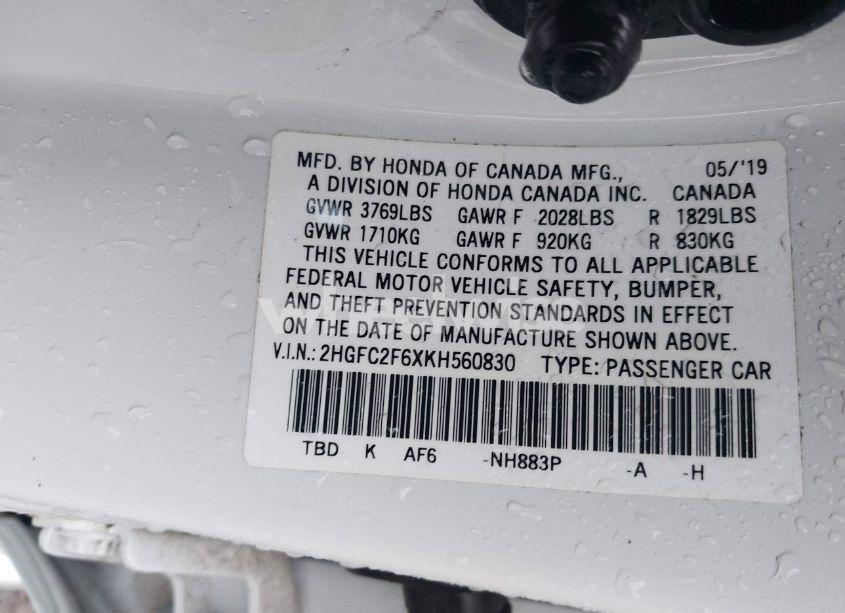 MFD. BY HONDA OF CANADA MFG., 05/'19
A DIVISION OF HONDA CANADA INC. CANADA
GVWR 3769LBS GAWR F 2028LBS R 1829LBS
GVWR 1710KG GAWR F 920KG R 830KG
THIS VEHICLE CONFORMS TO ALL APPLICABLE
FEDERAL MOTOR VEHICLE SAFETY, BUMPER,
AND THEFT PREVENTION STANDARDS IN EFFECT
ON THE DATE OF MANUFACTURE SHOWN ABOVE.
V.I.N.: 2HGFC2F6XKH560830 TYPE: PASSENGER CAR
TBD K AF6 -NH883P -A -H